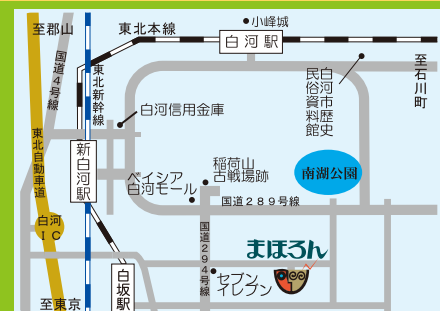 至郡山
東北本線
小峰城
白河駅
国道4号線
東北新幹線
白河市歴史
民俗資料館
至石川町
白河信用金庫
東北自動車道
新白河駅
稲荷山
古戦場跡
ベイシア
白河モール
南湖公園
国道289号線
白河
IC
国道294号線
まほろん
白坂駅
セブン
イレブン
至東京